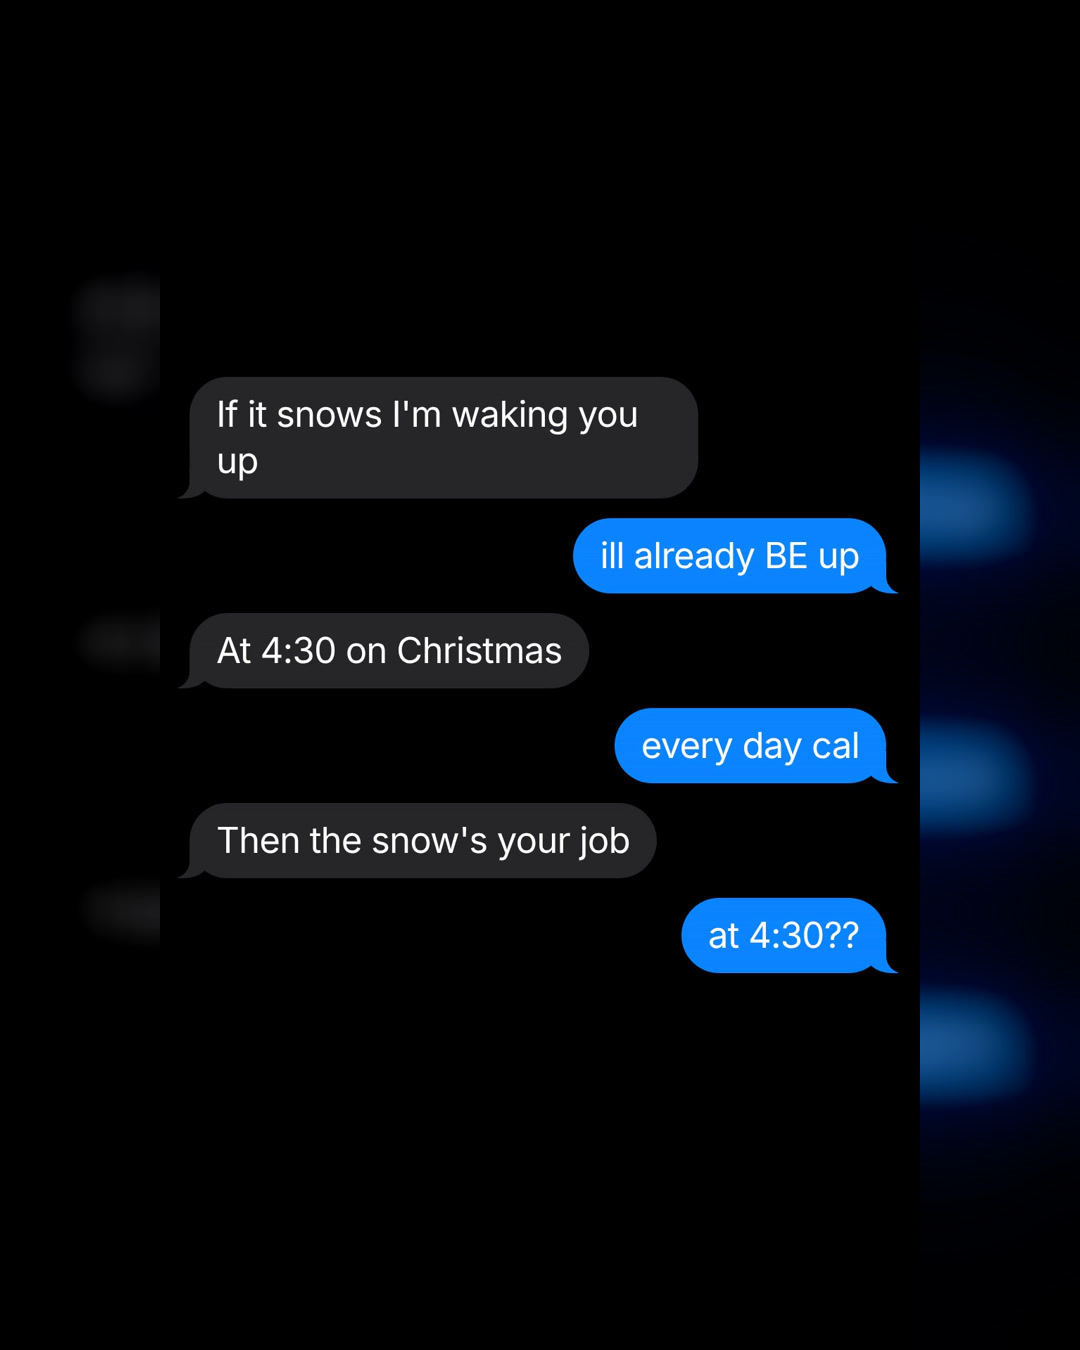 If it snows I'm waking you
up
ill already BE up
At 4:30 on Christmas
every day cal
Then the snow's your job
at 4:30??